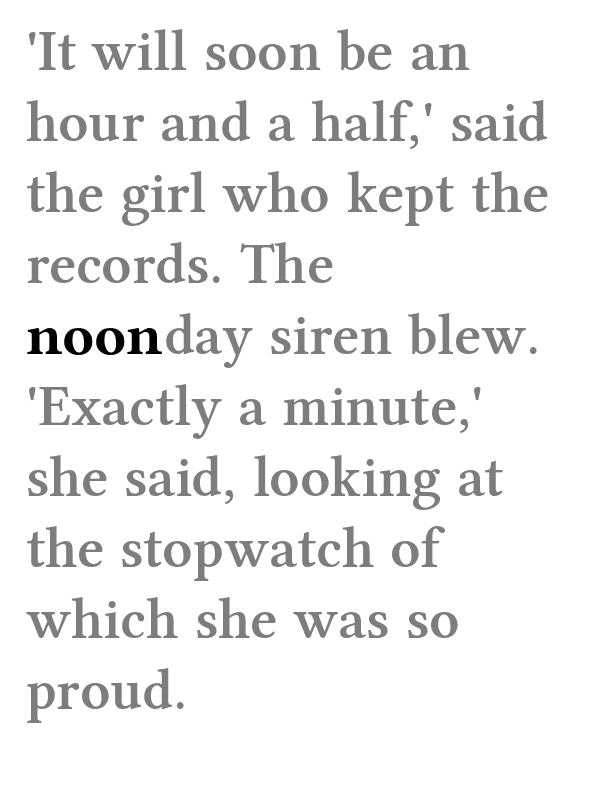 'It will soon be an
hour and a half,' said
the girl who kept the
records. The
noonday siren blew.
'Exactly a minute,'
she said, looking at
the stopwatch of
which she was so
proud.